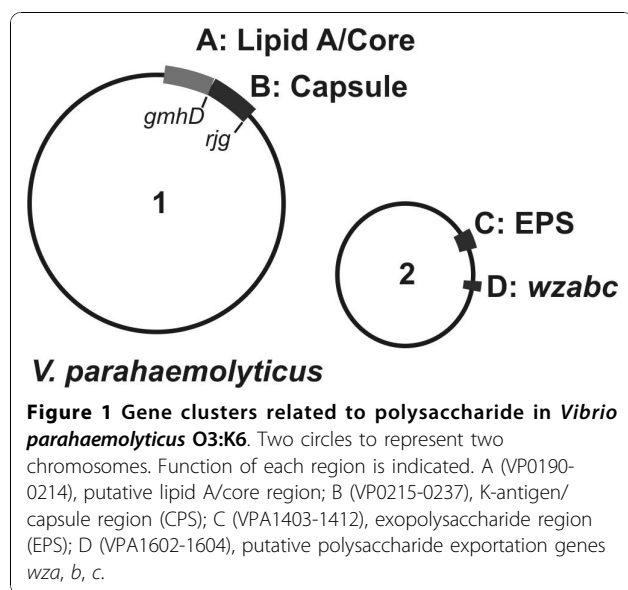 A: Lipid A/Core
B: Capsule
gmhD
rjg
1
C: EPS
2
D: wzabc
V. parahaemolyticus
Figure 1 Gene clusters related to polysaccharide in Vibrio
parahaemolyticus O3:K6. Two circles to represent two
chromosomes. Function of each region is indicated. A (VP0190-
0214), putative lipid A/core region; B (VP0215-0237), K-antigen/
capsule region (CPS); C (VPA1403-1412), exopolysaccharide region
(EPS); D (VPA1602-1604), putative polysaccharide exportation genes
wza, b, c.